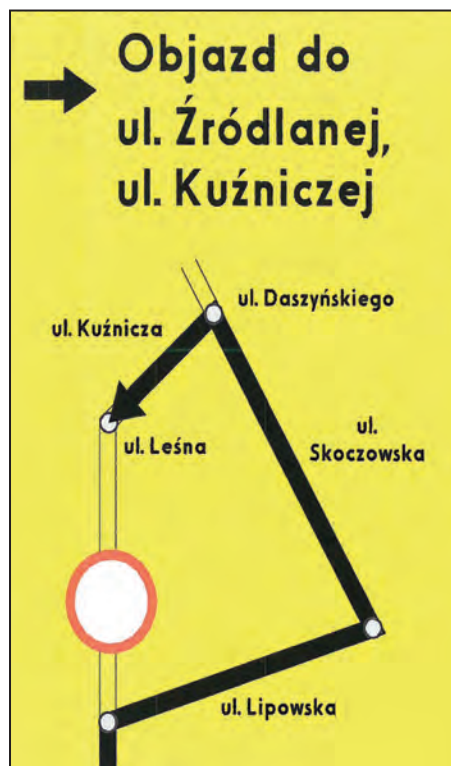 Objazd do
ul. Źródlanej,
ul. Kuźniczej
ul. Daszyńskiego
ul. Kuźnicza
ul. Leśna
ul.
Skoczowska
ul. Lipowska